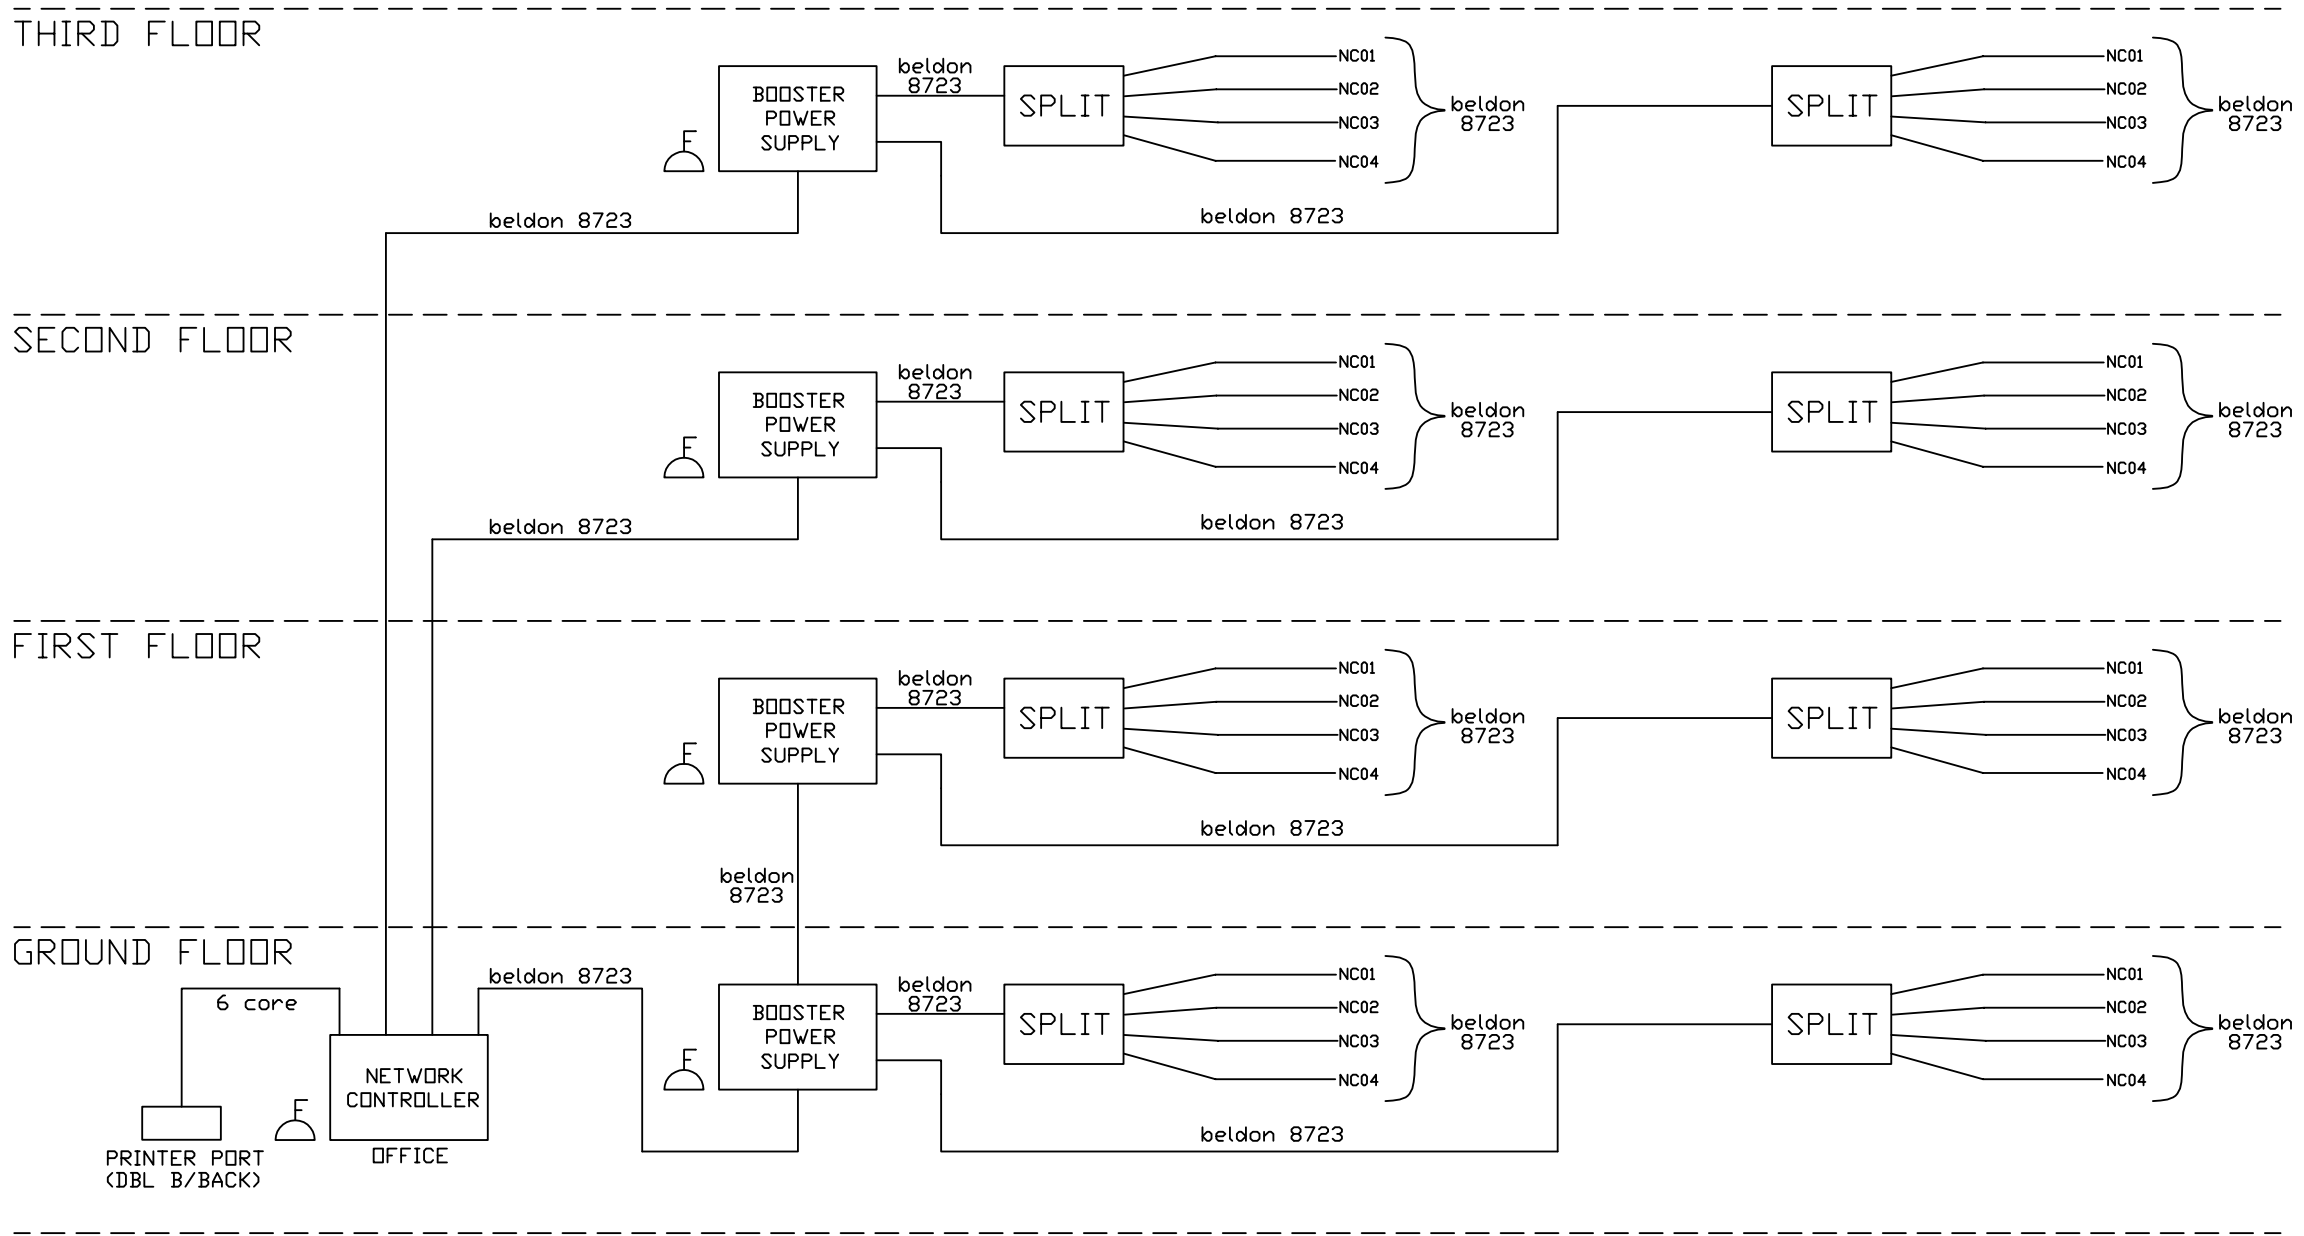 THIRD FLOOR
beldon
8723
BOOSTER
POWER
SUPPLY
F
SPLIT
NC01
NC02
NC03
NC04
beldon
8723
SPLIT
NC01
NC02
NC03
NC04
beldon
8723
beldon 8723
beldon 8723
SECOND FLOOR
beldon
8723
BOOSTER
POWER
SUPPLY
F
SPLIT
NC01
NC02
NC03
NC04
beldon
8723
SPLIT
NC01
NC02
NC03
NC04
beldon
8723
beldon 8723
beldon 8723
FIRST FLOOR
beldon
8723
BOOSTER
POWER
SUPPLY
F
SPLIT
NC01
NC02
NC03
NC04
beldon
8723
SPLIT
NC01
NC02
NC03
NC04
beldon
8723
beldon 8723
beldon
8723
GROUND FLOOR
beldon 8723
6 core
beldon
8723
BOOSTER
POWER
SUPPLY
F
SPLIT
NC01
NC02
NC03
NC04
beldon
8723
SPLIT
NC01
NC02
NC03
NC04
beldon
8723
beldon 8723
NETWORK
CONTROLLER
F
OFFICE
PRINTER PORT
(DBL B/BACK)